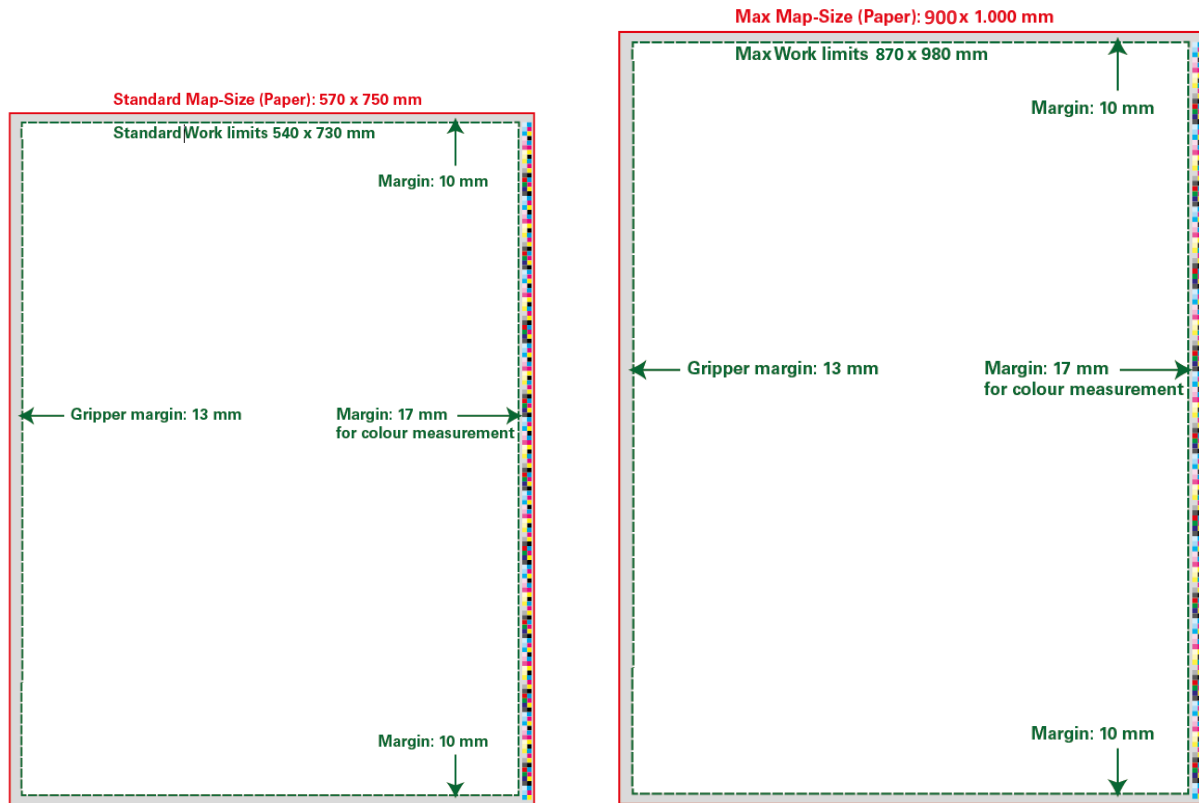 Standard Map-Size (Paper): 570 x 750 mm
Standard Work limits 540 x 730 mm
Margin: 10 mm
Gripper margin: 13 mm
Margin: 17 mm
for colour measurement
Margin: 10 mm
Max Map-Size (Paper): 900 x 1.000 mm
Max Work limits 870 x 980 mm
Margin: 10 mm
Gripper margin: 13 mm
Margin: 17 mm
for colour measurement
Margin: 10 mm